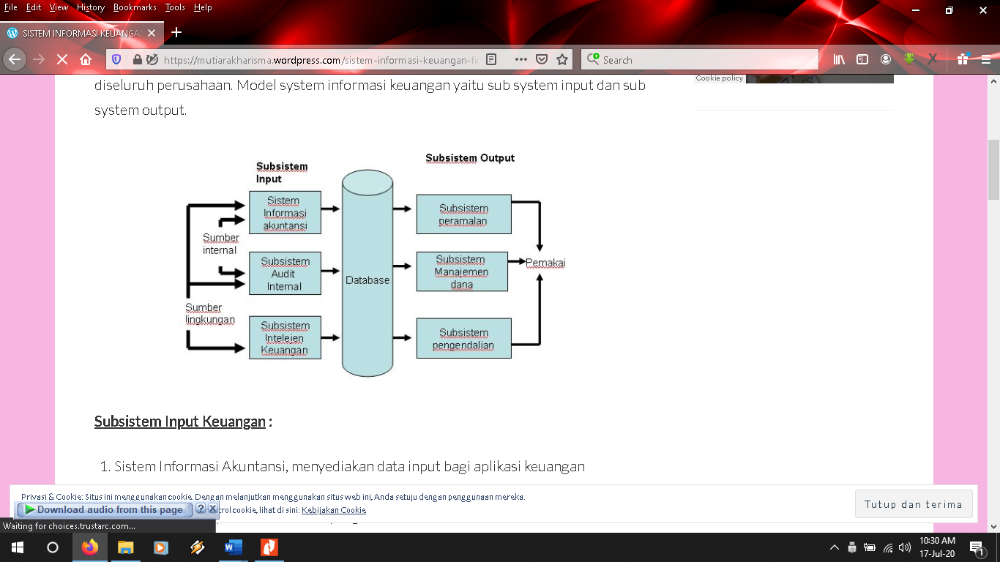 File Edit View History Bookmarks Tools Help
SISTEM INFORMASI KEUANGAN
https://mutiarakharisma.wordpress.com/sistem-informasi-keuangan-fi
Search
diseluruh perusahaan. Model system informasi keuangan yaitu sub system input dan sub
system output.
Cookie policy
Subsistem
Input
Subsistem Output
Sistem
Informasi
akuntansi
Subsistem
peramalan
Sumber
internal
Subsistem
Audit
Internal
Database
Subsistem
Manajemen
dana
Pemakai
Sumber
lingkungan
Subsistem
Intelejen
Keuangan
Subsistem
pengendalian
Subsistem Input Keuangan :
1. Sistem Informasi Akuntansi, menyediakan data input bagi aplikasi keuangan
Privasi & Cookie: Situs ini menggunakan cookie. Dengan melanjutkan menggunakan situs web ini, Anda setuju dengan penggunaan mereka.
trol cookie, lihat di sini: Kebijakan Cookie
Tutup dan terima
Download audio from this page
Waiting for choices.trustarc.com...
10:30 AM
17-Jul-20
1